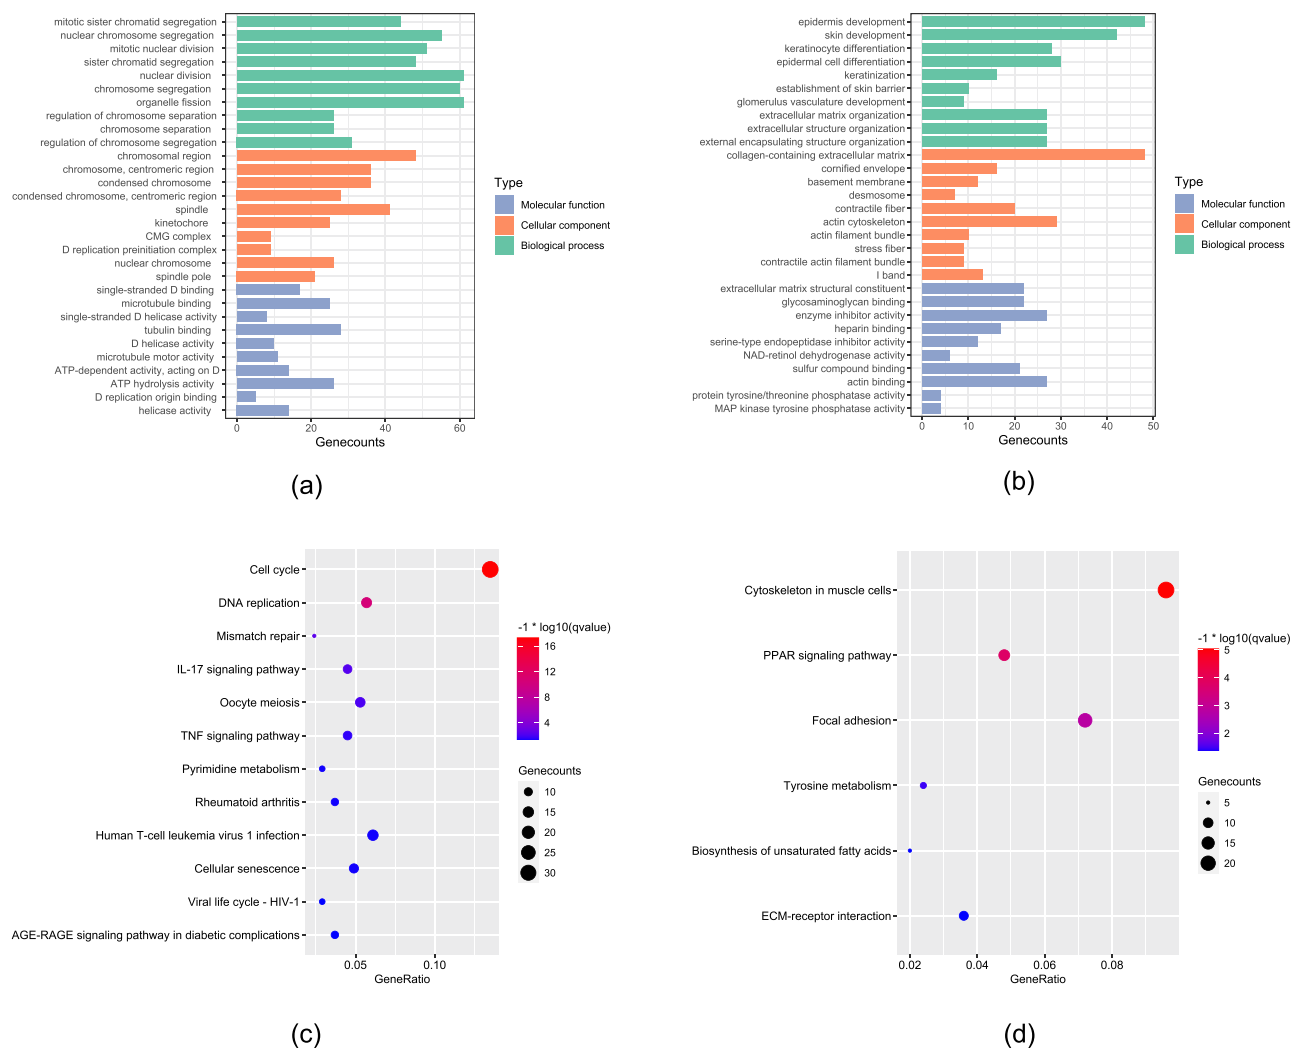 mitotic sister chromatid segregation
nuclear chromosome segregation
mitotic nuclear division
sister chromatid segregation
nuclear division
chromosome segregation
organelle fission
regulation of chromosome separation
chromosome separation
regulation of chromosome segregation
chromosomal region
chromosome, centromeric region
condensed chromosome
condensed chromosome, centromeric region
spindle
kinetochore
CMG complex
D replication preinitiation complex
nuclear chromosome
spindle pole
single-stranded D binding
microtubule binding
single-stranded D helicase activity
tubulin binding
D helicase activity
microtubule motor activity
ATP-dependent activity, acting on D
ATP hydrolysis activity
D replication origin binding
helicase activity
0 20 40 60
Genecounts
Type
Molecular function
Cellular component
Biological process
(a)
epidermis development
skin development
keratinocyte differentiation
epidermal cell differentiation
keratinization
establishment of skin barrier
glomerulus vasculature development
extracellular matrix organization
extracellular structure organization
external encapsulating structure organization
collagen-containing extracellular matrix
cornified envelope
basement membrane
desmosome
contractile fiber
actin cytoskeleton
actin filament bundle
stress fiber
contractile actin filament bundle
I band
extracellular matrix structural constituent
glycosaminoglycan binding
enzyme inhibitor activity
heparin binding
serine-type endopeptidase inhibitor activity
NAD-retinol dehydrogenase activity
sulfur compound binding
actin binding
protein tyrosine/threonine phosphatase activity
MAP kinase tyrosine phosphatase activity
0 10 20 30 40 50
Genecounts
Type
Molecular function
Cellular component
Biological process
(b)
Cell cycle
DNA replication
Mismatch repair
IL-17 signaling pathway
Oocyte meiosis
TNF signaling pathway
Pyrimidine metabolism
Rheumatoid arthritis
Human T-cell leukemia virus 1 infection
Cellular senescence
Viral life cycle - HIV-1
AGE-RAGE signaling pathway in diabetic complications
0.05 0.10
GeneRatio
-1 * log10(qvalue)
16
12
8
4
Genecounts
10
15
20
25
30
(c)
Cytoskeleton in muscle cells
PPAR signaling pathway
Focal adhesion
Tyrosine metabolism
Biosynthesis of unsaturated fatty acids
ECM-receptor interaction
0.02 0.04 0.06 0.08
GeneRatio
-1 * log10(qvalue)
5
4
3
2
Genecounts
5
10
15
20
(d)